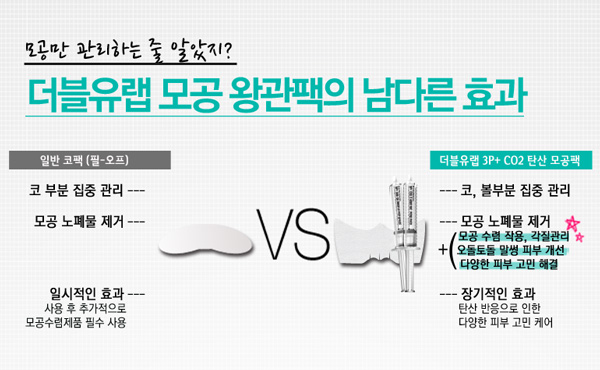 모공만 관리하는 줄 알았지?
더블유랩 모공 왕관팩의 남다른 효과
일반 코팩 (필-오프)
코 부분 집중 관리 ---
모공 노폐물 제거 ---
일시적인 효과 ---
사용 후 추가적으로
모공수렴제품 필수 사용
VS
더블유랩 3P+ CO2 탄산 모공팩
--- 코, 볼부분 집중 관리
--- 모공 노폐물 제거
+(모공 수렴 작용, 각질관리
오돌토돌 말썽 피부 개선
다양한 피부 고민 해결
--- 장기적인 효과
탄산 반응으로 인한
다양한 피부 고민 케어